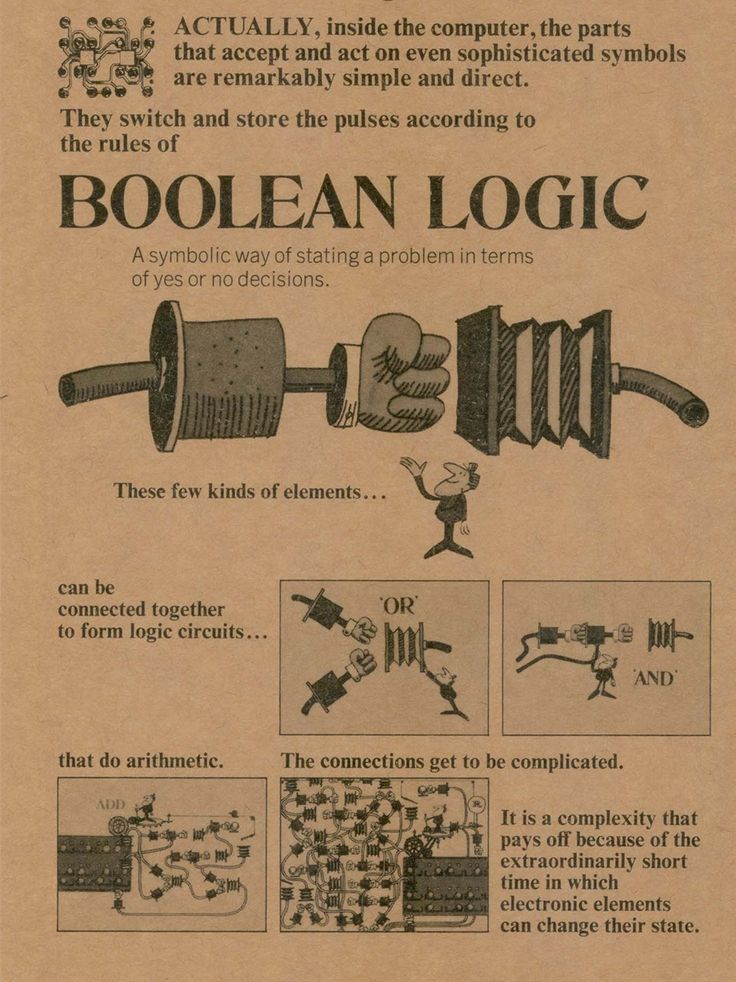 ACTUALLY, inside the computer, the parts
that accept and act on even sophisticated symbols
are remarkably simple and direct.
They switch and store the pulses according to
the rules of
BOOLEAN LOGIC
A symbolic way of stating a problem in terms
of yes or no decisions.
These few kinds of elements...
can be
connected together
to form logic circuits...
'OR'
'AND'
that do arithmetic.
The connections get to be complicated.
ADD
It is a complexity that
pays off because of the
extraordinarily short
time in which
electronic elements
can change their state.